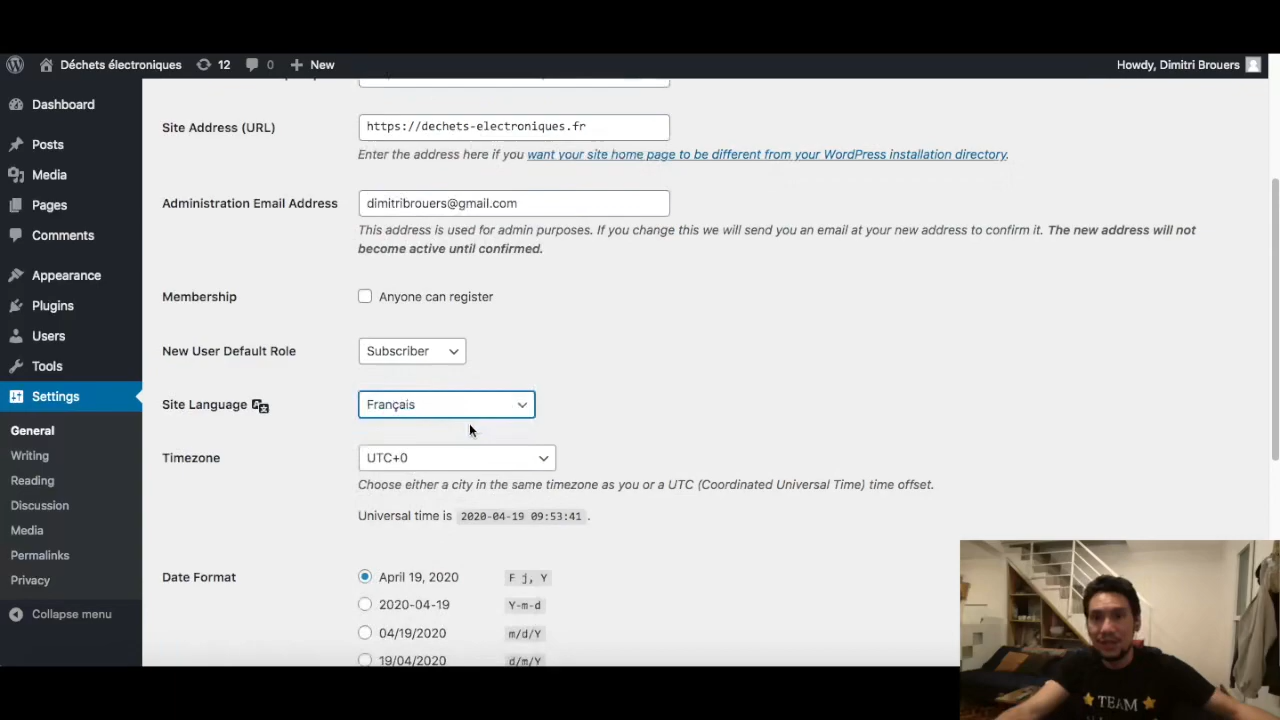 Déchets électroniques 12 0 New Howdy, Dimitri Brouers
Dashboard
Posts
Media
Pages
Comments
Appearance
Plugins
Users
Tools
Settings
General
Writing
Reading
Discussion
Media
Permalinks
Privacy
Collapse menu
Site Address (URL) https://dechets-electroniques.fr
Enter the address here if you want your site home page to be different from your WordPress installation directory.
Administration Email Address dimitribrouers@gmail.com
This address is used for admin purposes. If you change this we will send you an email at your new address to confirm it. The new address will not
become active until confirmed.
Membership Anyone can register
New User Default Role Subscriber
Site Language Français
Timezone UTC+0
Choose either a city in the same timezone as you or a UTC (Coordinated Universal Time) time offset.
Universal time is 2020-04-19 09:53:41 .
Date Format April 19, 2020 F j, Y
2020-04-19 Y-m-d
04/19/2020 m/d/Y
19/04/2020 d/m/Y
TEAM